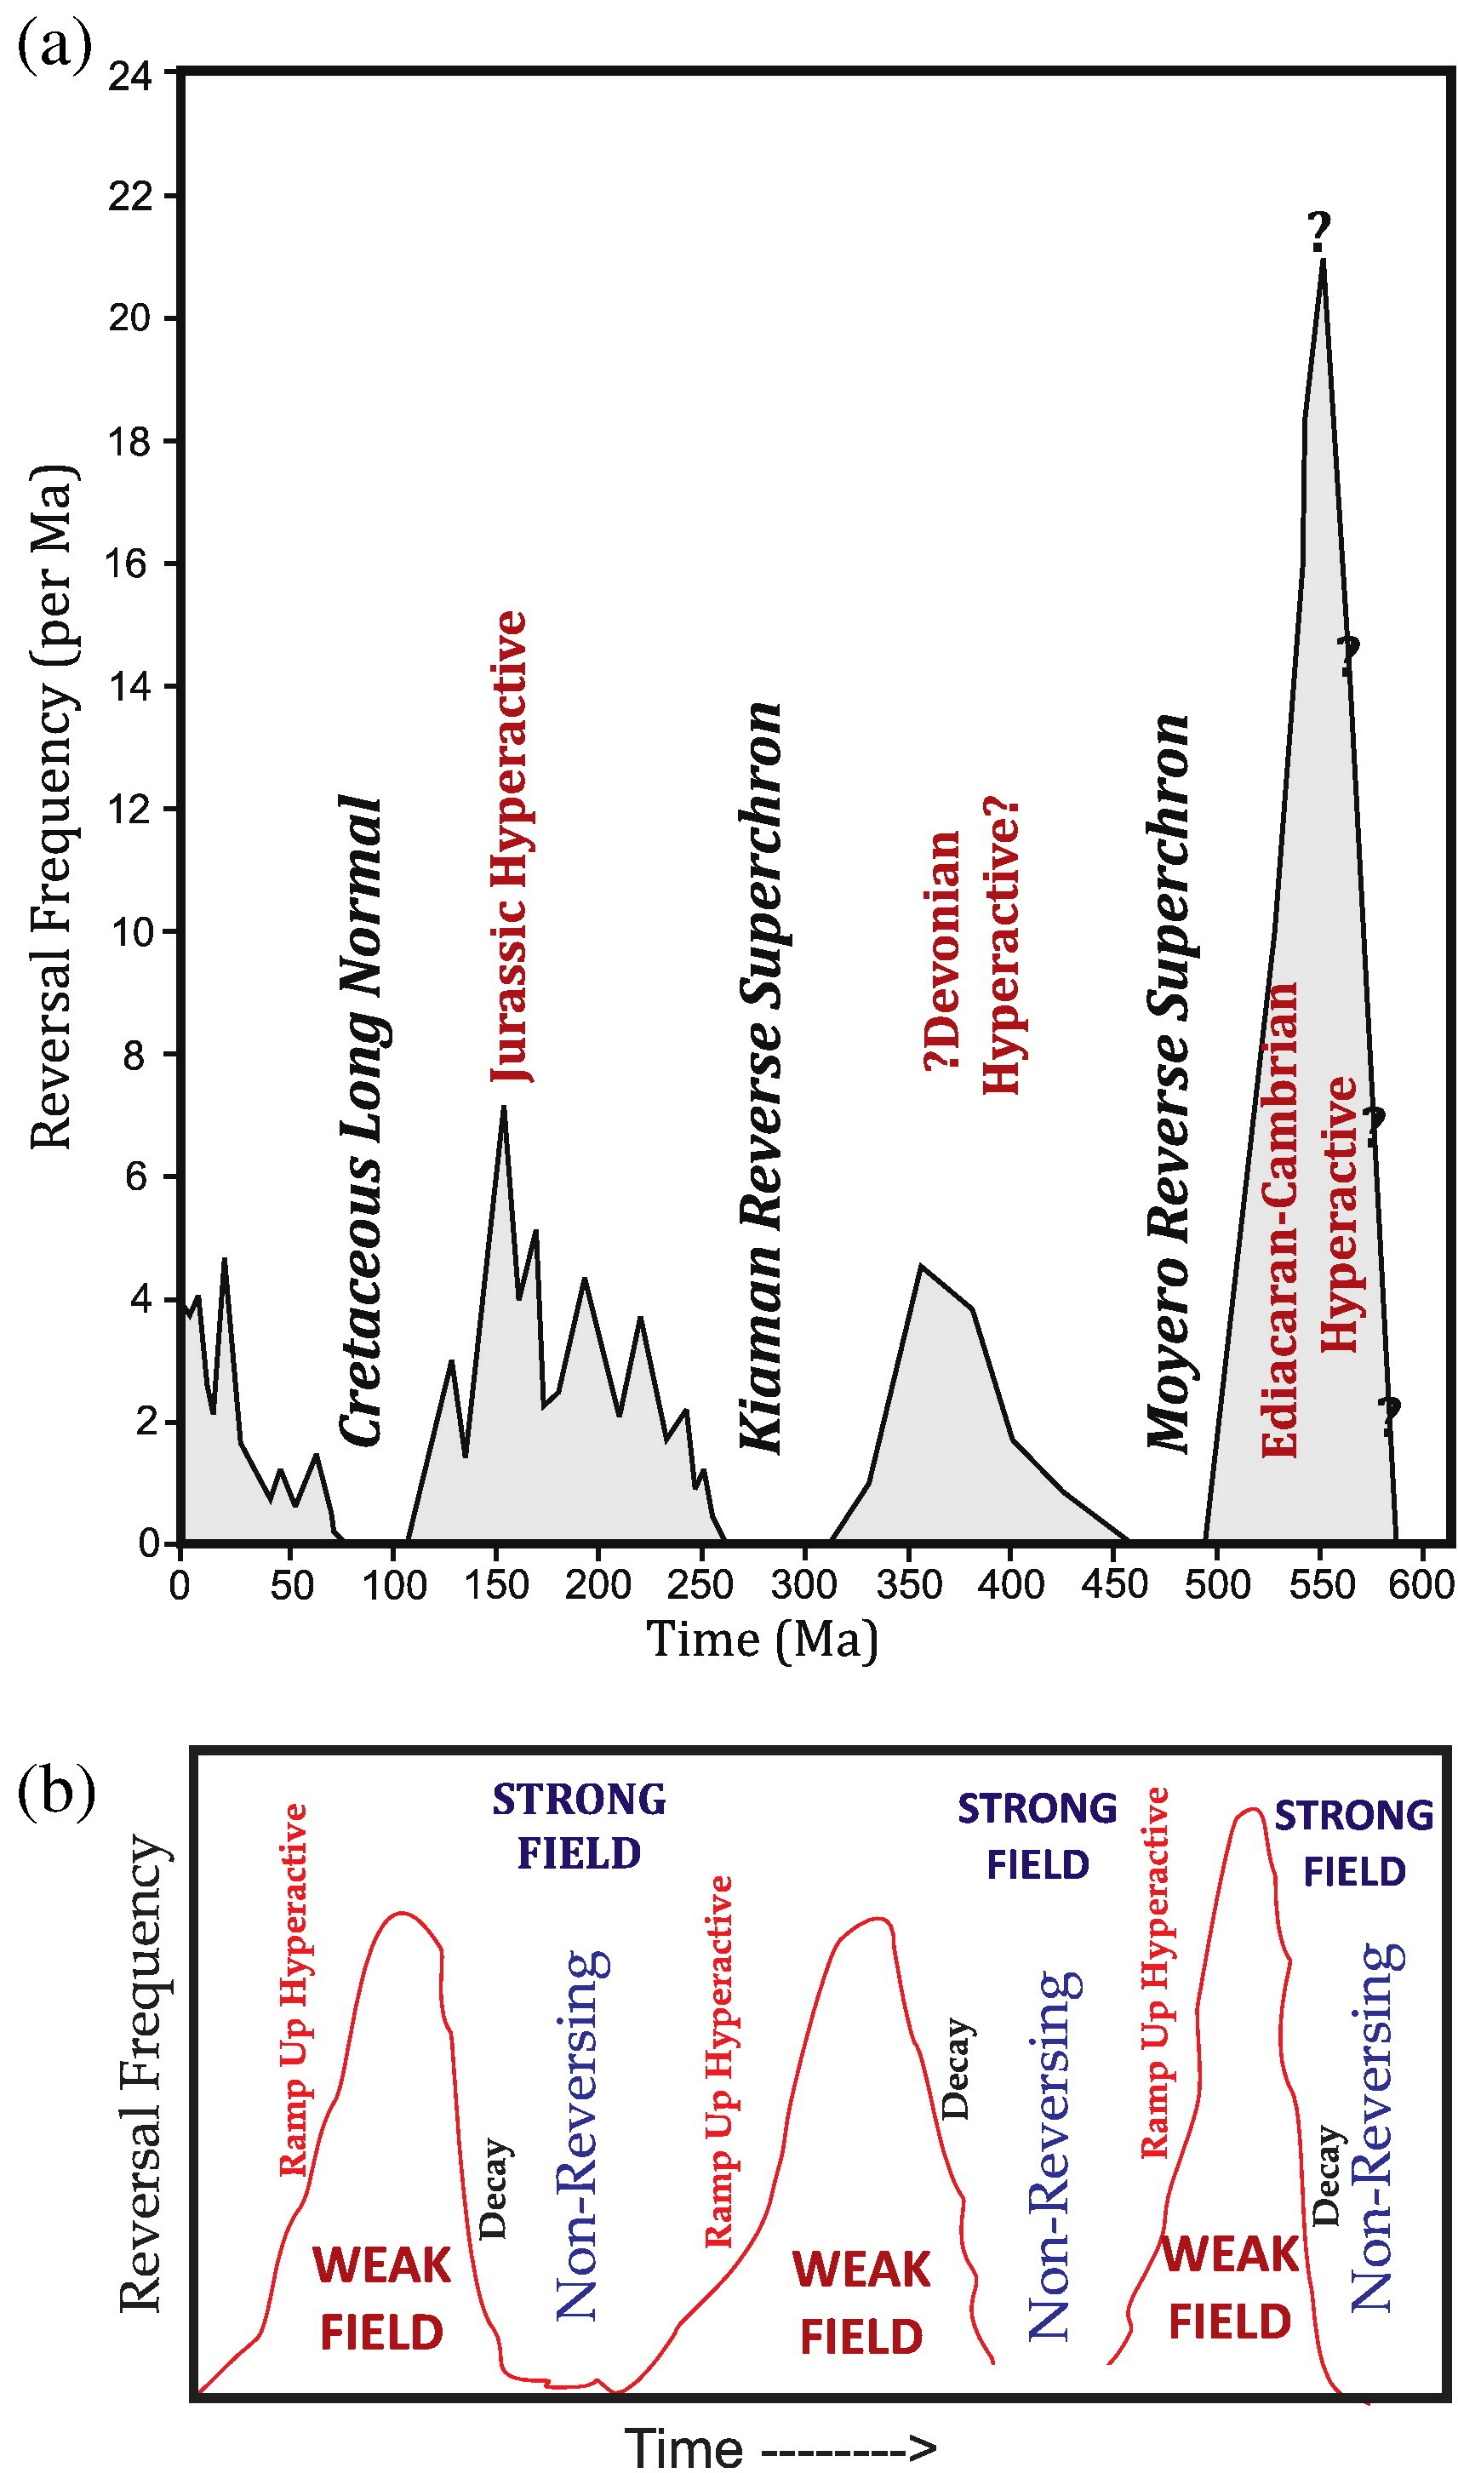 (a)
24
22
20
18
16
14
12
10
8
6
4
2
0
Reversal Frequency (per Ma)
Cretaceous Long Normal
Jurassic Hyperactive
Kiaman Reverse Superchron
?Devonian
Hyperactive?
Moyero Reverse Superchron
Ediacaran-Cambrian
Hyperactive
?
?
?
?
0 50 100 150 200 250 300 350 400 450 500 550 600
Time (Ma)
(b)
Reversal Frequency
Ramp Up Hyperactive
WEAK
FIELD
Decay
STRONG
FIELD
Non-Reversing
Ramp Up Hyperactive
WEAK
FIELD
Decay
STRONG
FIELD
Non-Reversing
Ramp Up Hyperactive
WEAK
FIELD
Decay
STRONG
FIELD
Non-Reversing
Time -------->